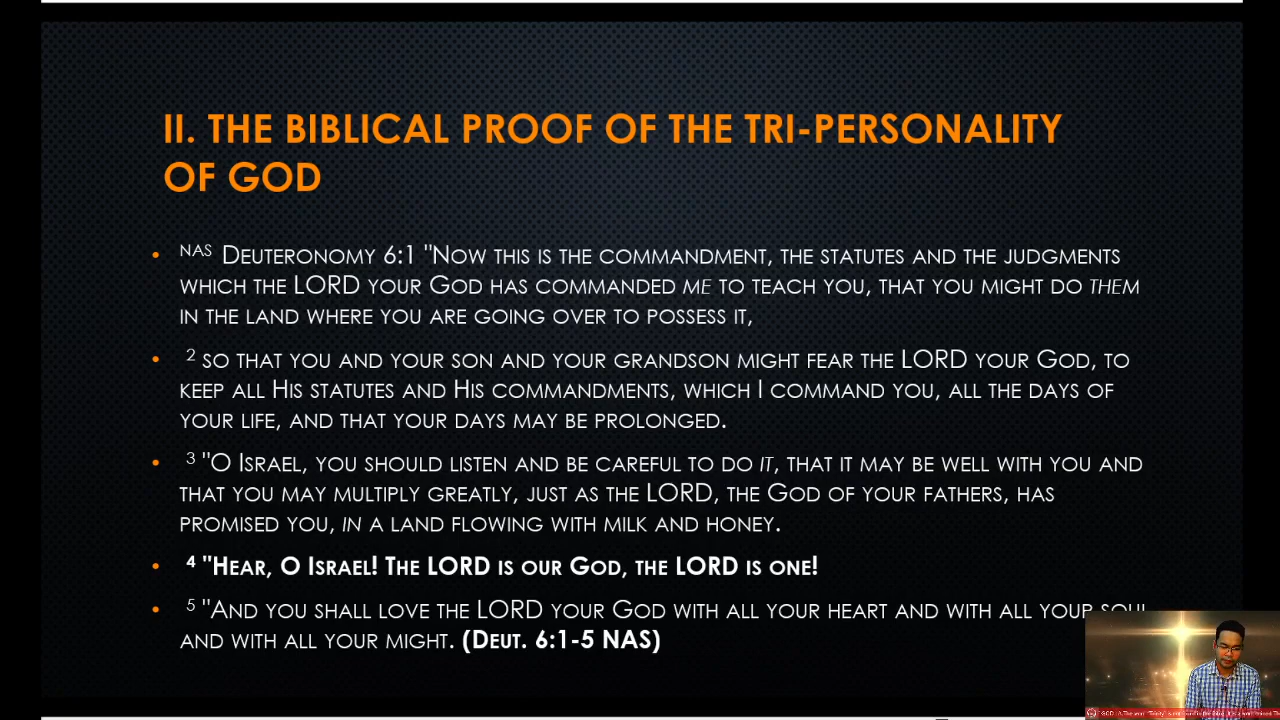 II. THE BIBLICAL PROOF OF THE TRI-PERSONALITY
OF GOD
• NAS DEUTERONOMY 6:1 "NOW THIS IS THE COMMANDMENT, THE STATUTES AND THE JUDGMENTS
WHICH THE LORD YOUR GOD HAS COMMANDED ME TO TEACH YOU, THAT YOU MIGHT DO THEM
IN THE LAND WHERE YOU ARE GOING OVER TO POSSESS IT,
• 2 SO THAT YOU AND YOUR SON AND YOUR GRANDSON MIGHT FEAR THE LORD YOUR GOD, TO
KEEP ALL HIS STATUTES AND HIS COMMANDMENTS, WHICH I COMMAND YOU, ALL THE DAYS OF
YOUR LIFE, AND THAT YOUR DAYS MAY BE PROLONGED.
• 3 "O ISRAEL, YOU SHOULD LISTEN AND BE CAREFUL TO DO IT, THAT IT MAY BE WELL WITH YOU AND
THAT YOU MAY MULTIPLY GREATLY, JUST AS THE LORD, THE GOD OF YOUR FATHERS, HAS
PROMISED YOU, IN A LAND FLOWING WITH MILK AND HONEY.
• 4 "HEAR, O ISRAEL! THE LORD IS OUR GOD, THE LORD IS ONE!
• 5 "AND YOU SHALL LOVE THE LORD YOUR GOD WITH ALL YOUR HEART AND WITH ALL YOUR SOUL
AND WITH ALL YOUR MIGHT. (DEUT. 6:1-5 NAS)